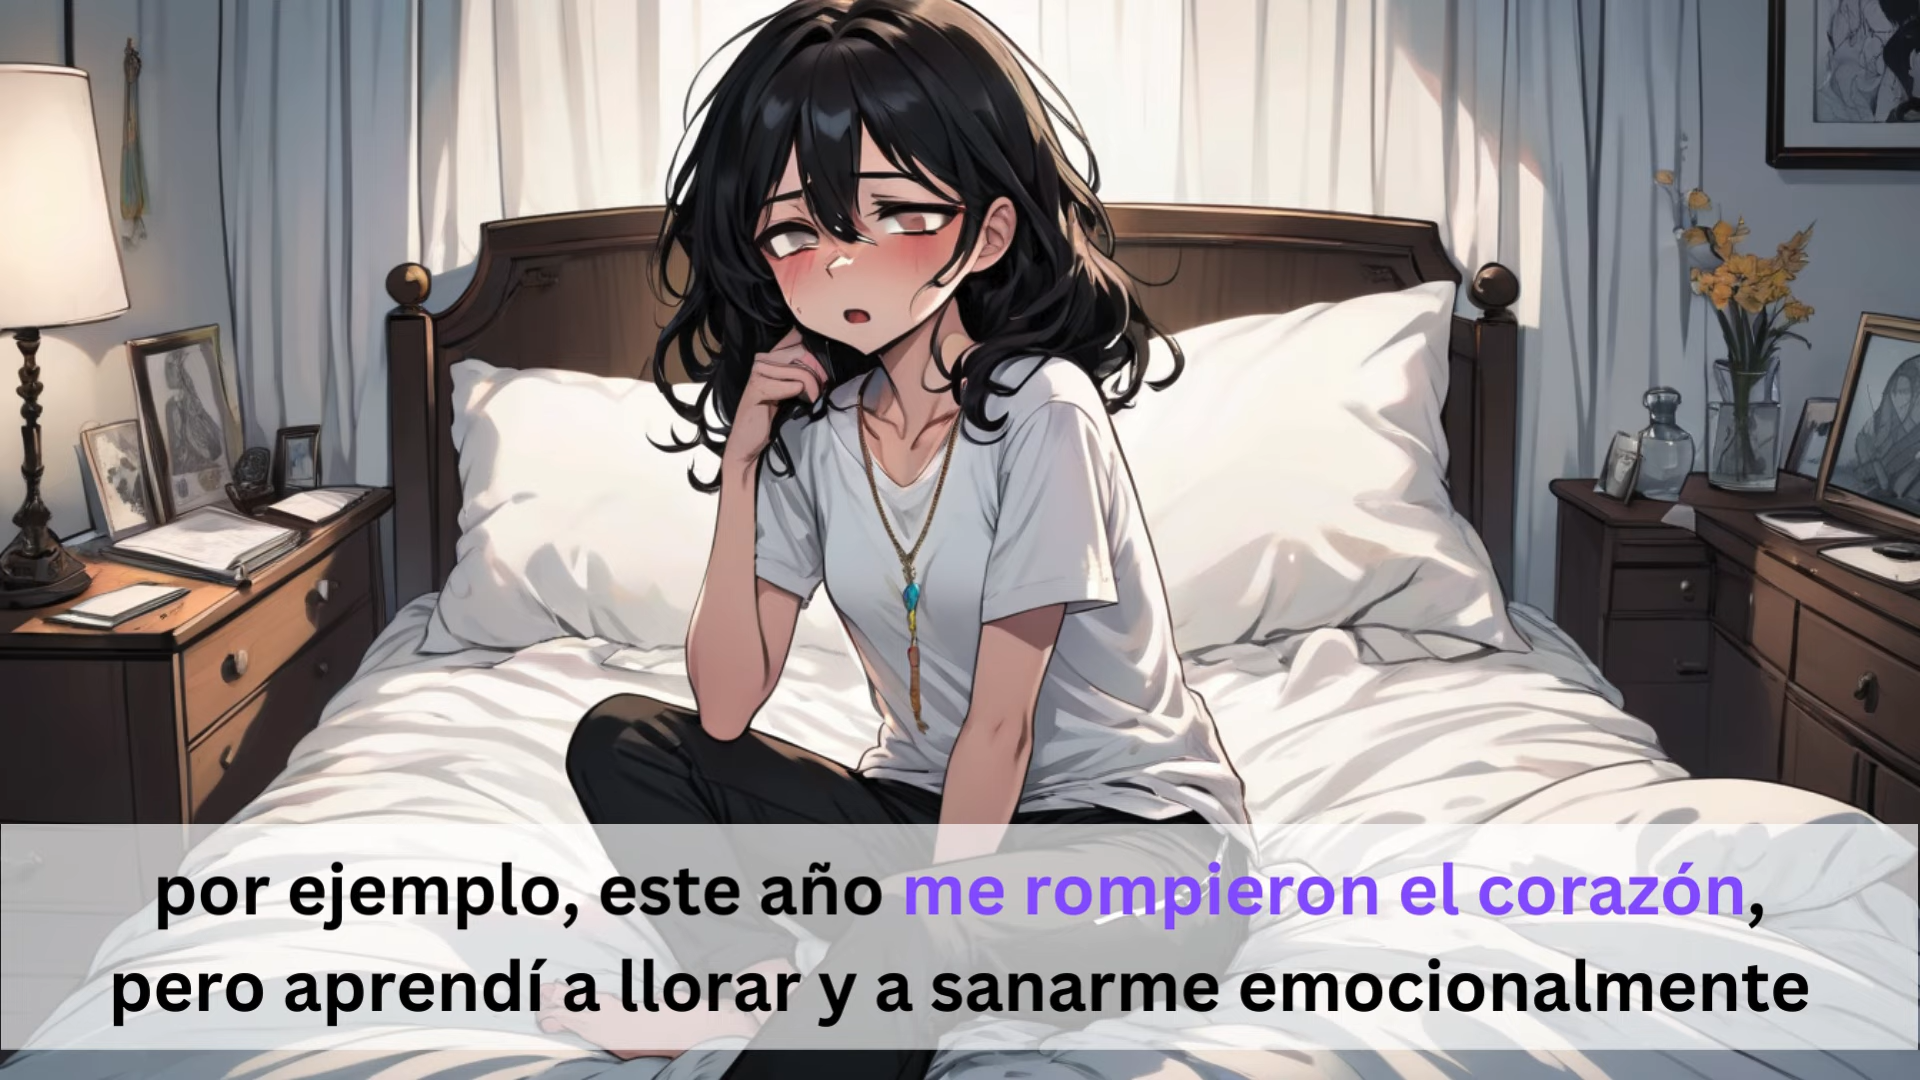 por ejemplo, este año me rompieron el corazón,
pero aprendí a llorar y a sanarme emocionalmente